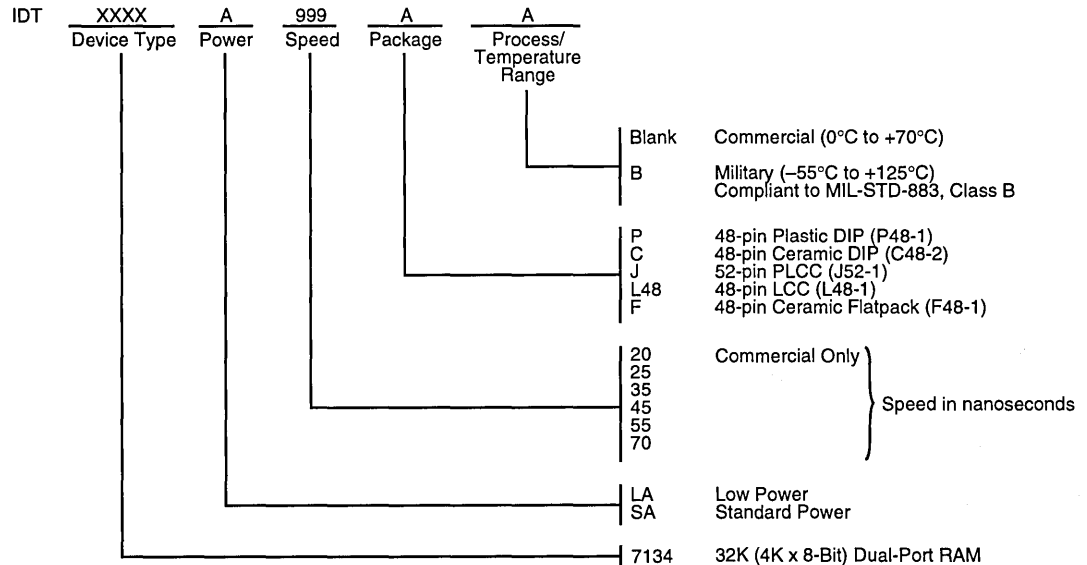 IDT XXXX A 999 A A
Device Type Power Speed Package Process/
Temperature
Range
Blank Commercial (0°C to +70°C)
B Military (–55°C to +125°C)
Compliant to MIL-STD-883, Class B
P 48-pin Plastic DIP (P48-1)
C 48-pin Ceramic DIP (C48-2)
J 52-pin PLCC (J52-1)
L48 48-pin LCC (L48-1)
F 48-pin Ceramic Flatpack (F48-1)
20 Commercial Only
25
35
45 Speed in nanoseconds
55
70
LA Low Power
SA Standard Power
7134 32K (4K x 8-Bit) Dual-Port RAM